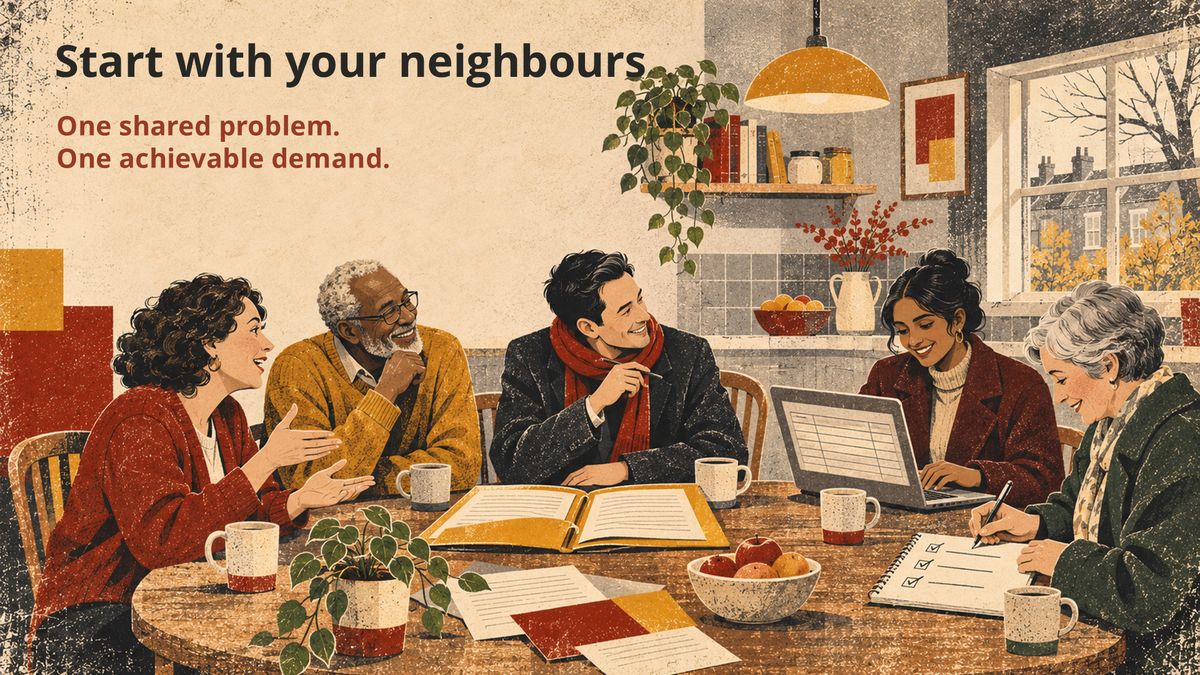 Start with your neighbours
One shared problem.
One achievable demand.